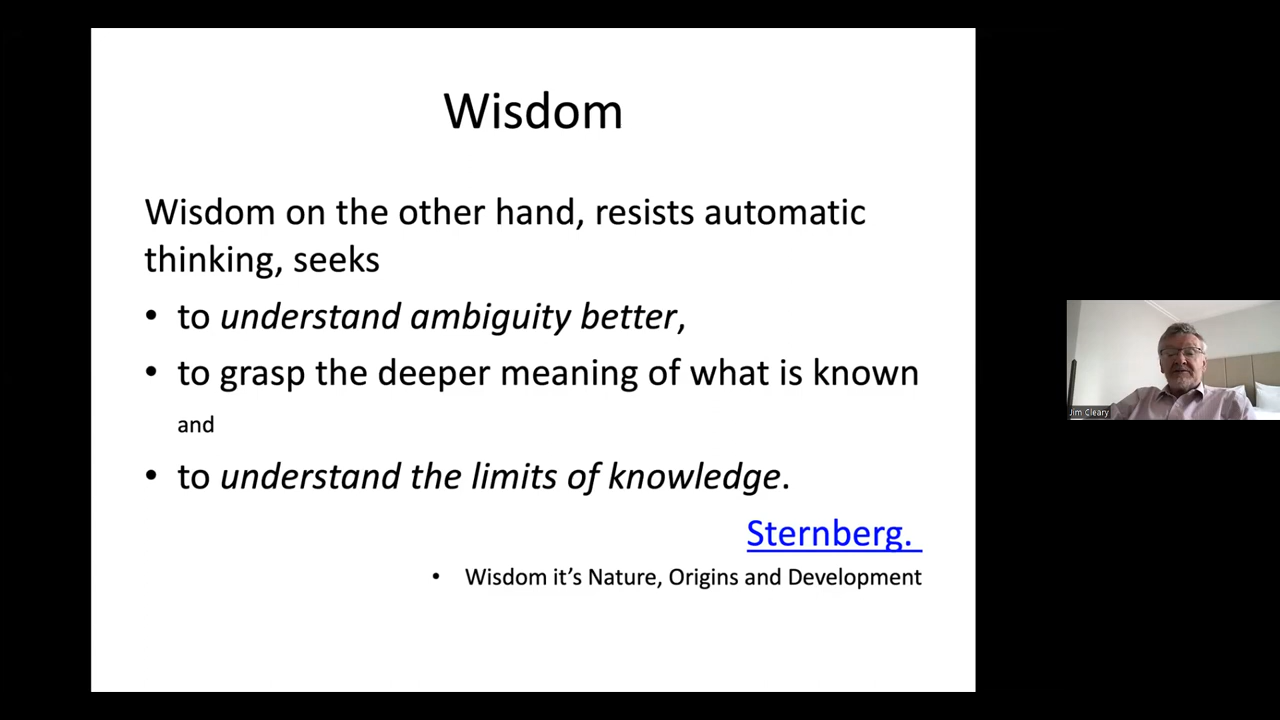 Wisdom
Wisdom on the other hand, resists automatic
thinking, seeks
• to understand ambiguity better,
• to grasp the deeper meaning of what is known
and
• to understand the limits of knowledge.
Sternberg.
• Wisdom it’s Nature, Origins and Development
Jim Cleary